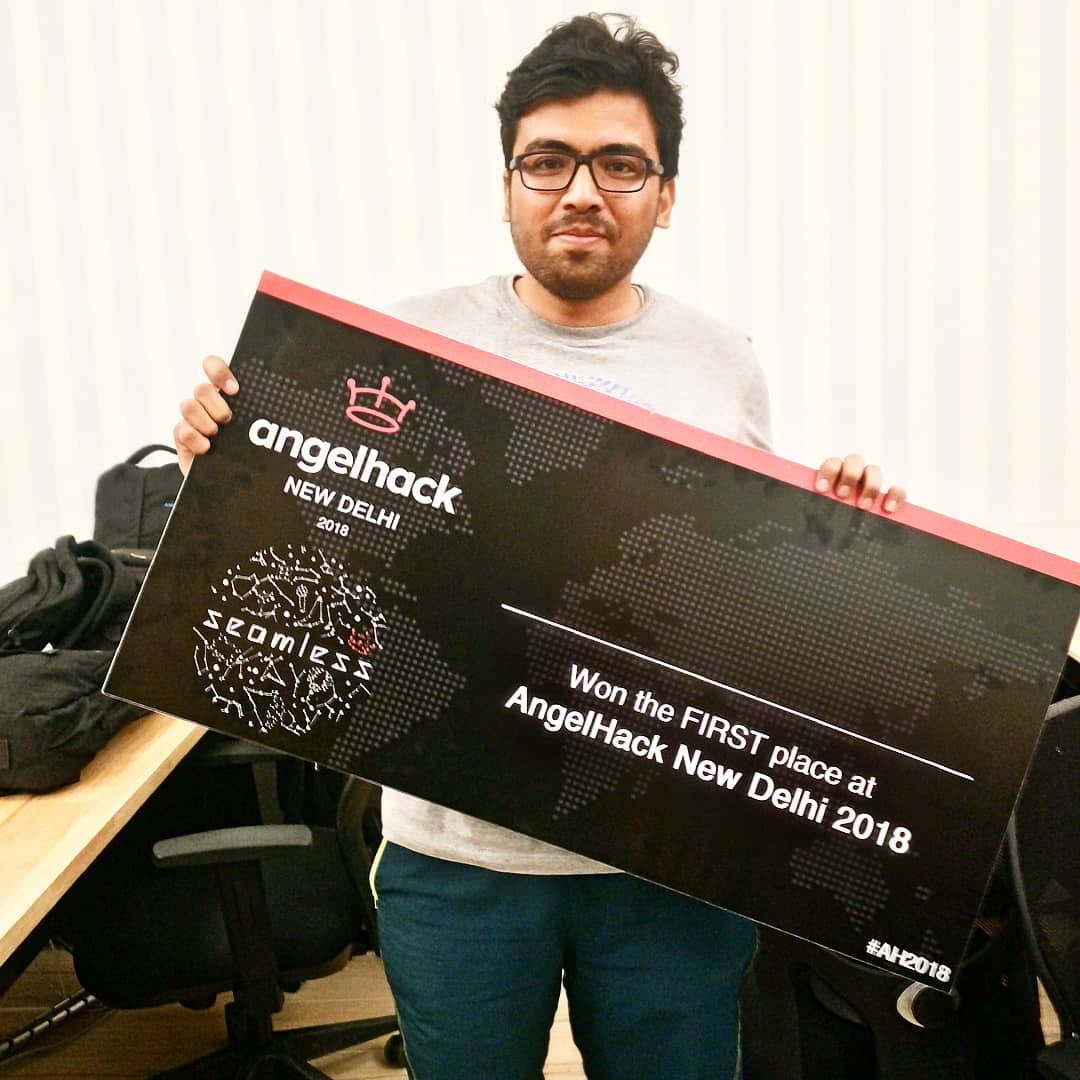 angelhack
NEW DELHI
2018
seamless
Won the FIRST place at
AngelHack New Delhi 2018
#AH2018